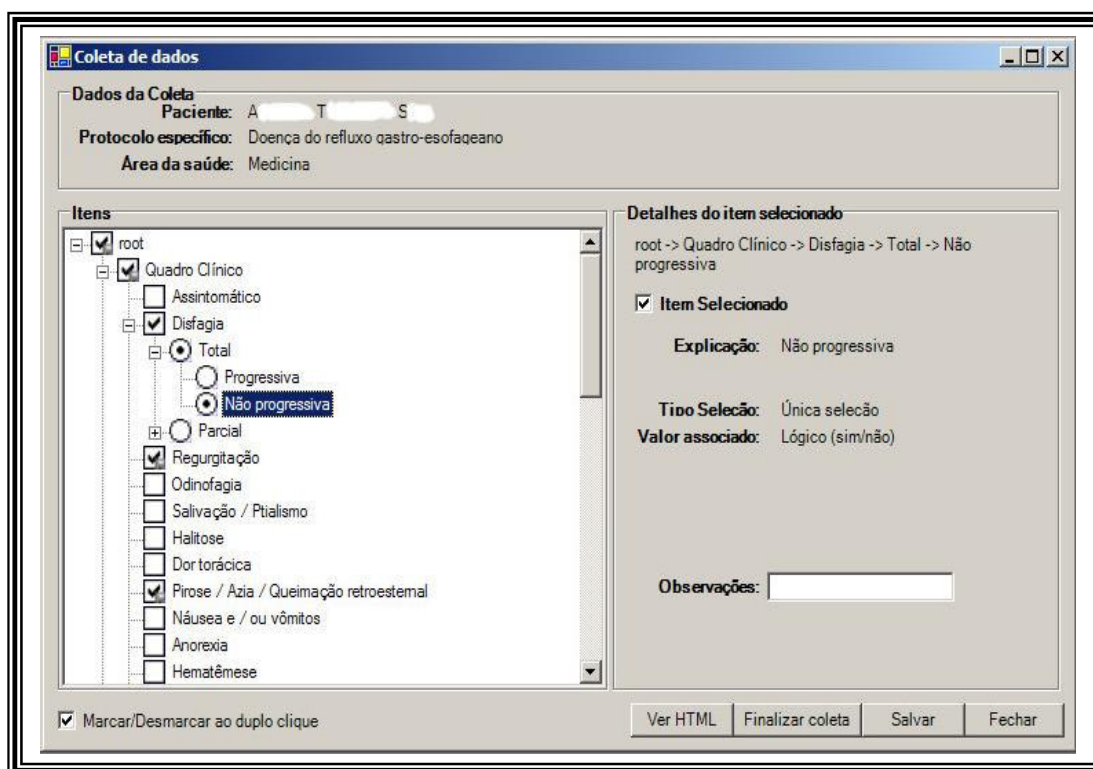 Coleta de dados
Dados da Coleta
Paciente: A T S
Protocolo específico: Doença do refluxo gastro-esofageano
Área da saúde: Medicina
Itens
root
Quadro Clínico
Assintomático
Disfagia
Total
Progressiva
Não progressiva
Parcial
Regurgitação
Odinofagia
Salivação / Ptialismo
Halitose
Dor torácica
Pirose / Azia / Queimação retroesternal
Náusea e / ou vômitos
Anorexia
Hematêmese
Detalhes do item selecionado
root -> Quadro Clínico -> Disfagia -> Total -> Não
progressiva
Item Selecionado
Explicação: Não progressiva
Tipo Seleção: Única seleção
Valor associado: Lógico (sim/não)
Observações:
Marcar/Desmarcar ao duplo clique
Ver HTML
Finalizar coleta
Salvar
Fechar